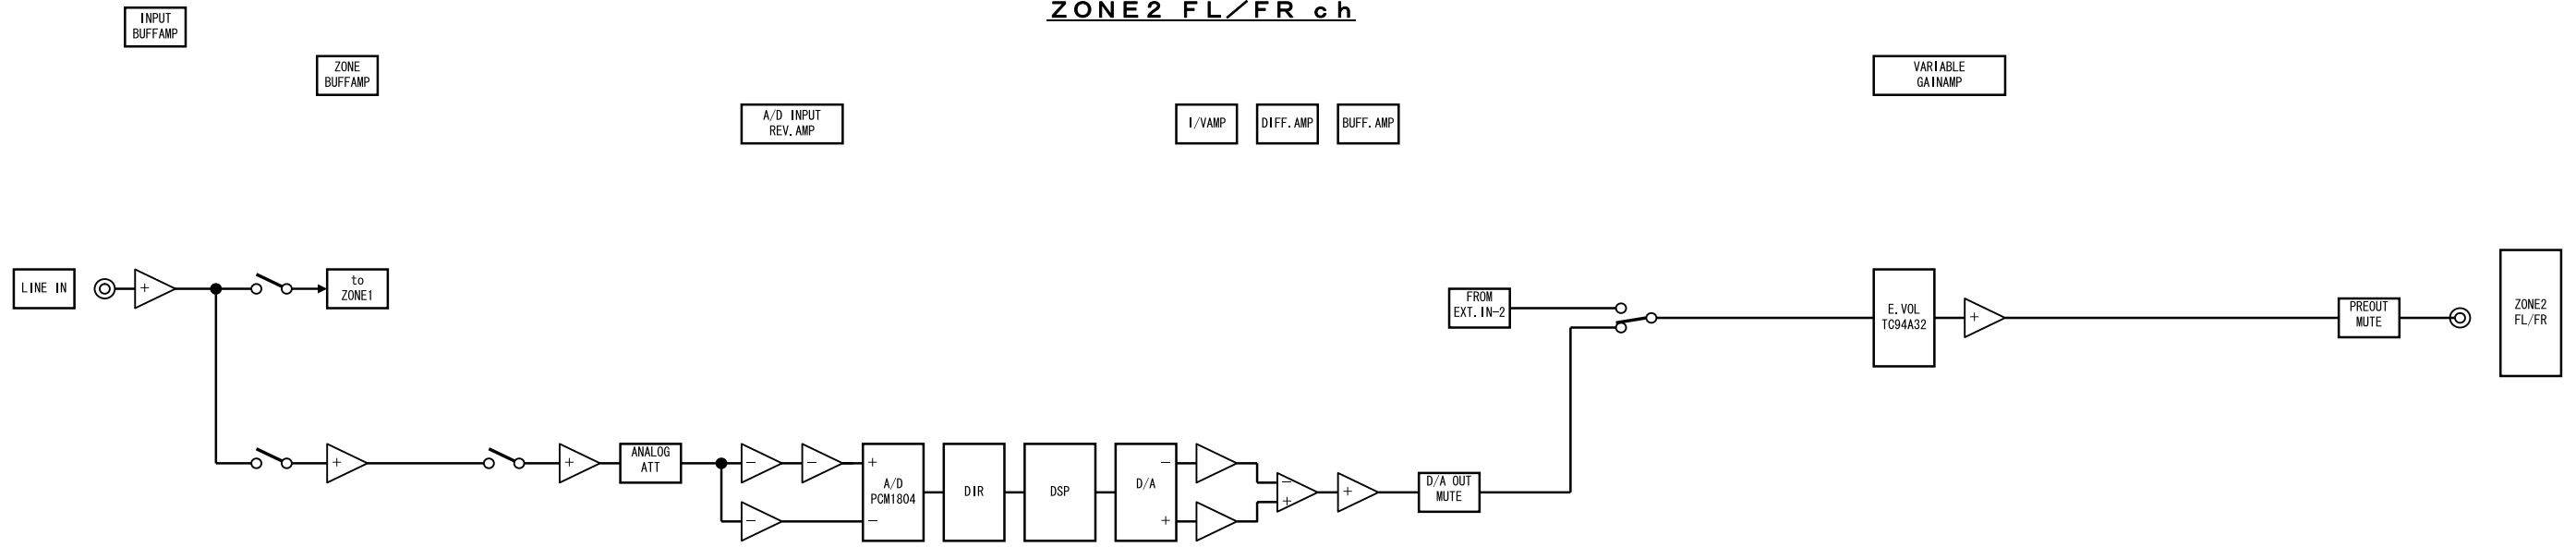 ZONE2 FL/FR ch
INPUT
BUFFAMP
ZONE
BUFFAMP
VARIABLE
GAINAMP
A/D INPUT
REV.AMP
I/VAMP
DIFF.AMP
BUFF.AMP
LINE IN
+
to
ZONE1
FROM
EXT.IN-2
E.VOL
TC94A32
+
PREOUT
MUTE
ZONE2
FL/FR
+
+
ANALOG
ATT
−
−
−
+
A/D
PCM1804
−
DIR
DSP
−
D/A
+
−
+
+
D/A OUT
MUTE